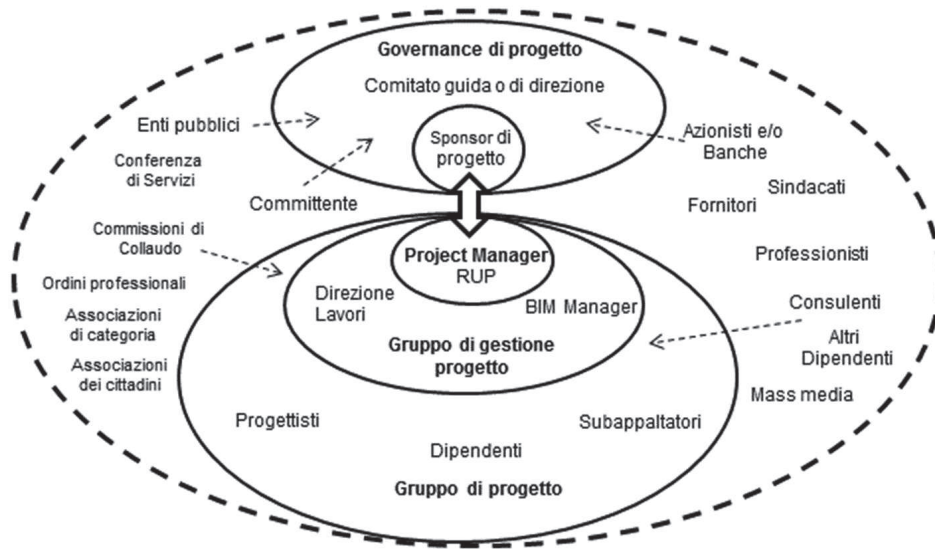 Governance di progetto
Comitato guida o di direzione
Enti pubblici
Sponsor di
progetto
Azionisti e/o
Banche
Conferenza
di Servizi
Committente
Sindacati
Fornitori
Commissioni di
Collaudo
Project Manager
RUP
Professionisti
Ordini professionali
Direzione
Lavori
BIM Manager
Consulenti
Associazioni
di categoria
Gruppo di gestione
progetto
Altri
Dipendenti
Associazioni
dei cittadini
Mass media
Progettisti
Subappaltatori
Dipendenti
Gruppo di progetto